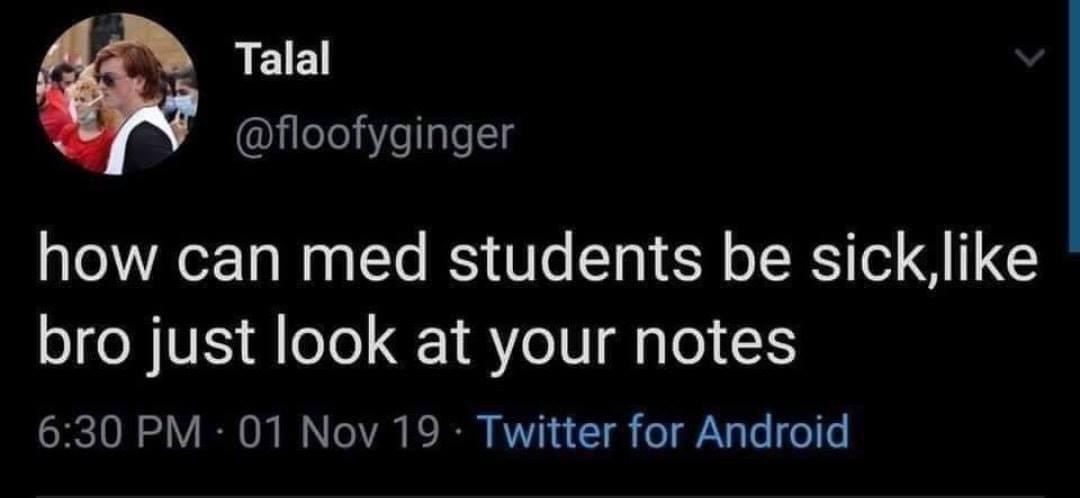 Talal
@floofyginger
how can med students be sick,like
bro just look at your notes
6:30 PM · 01 Nov 19 · Twitter for Android